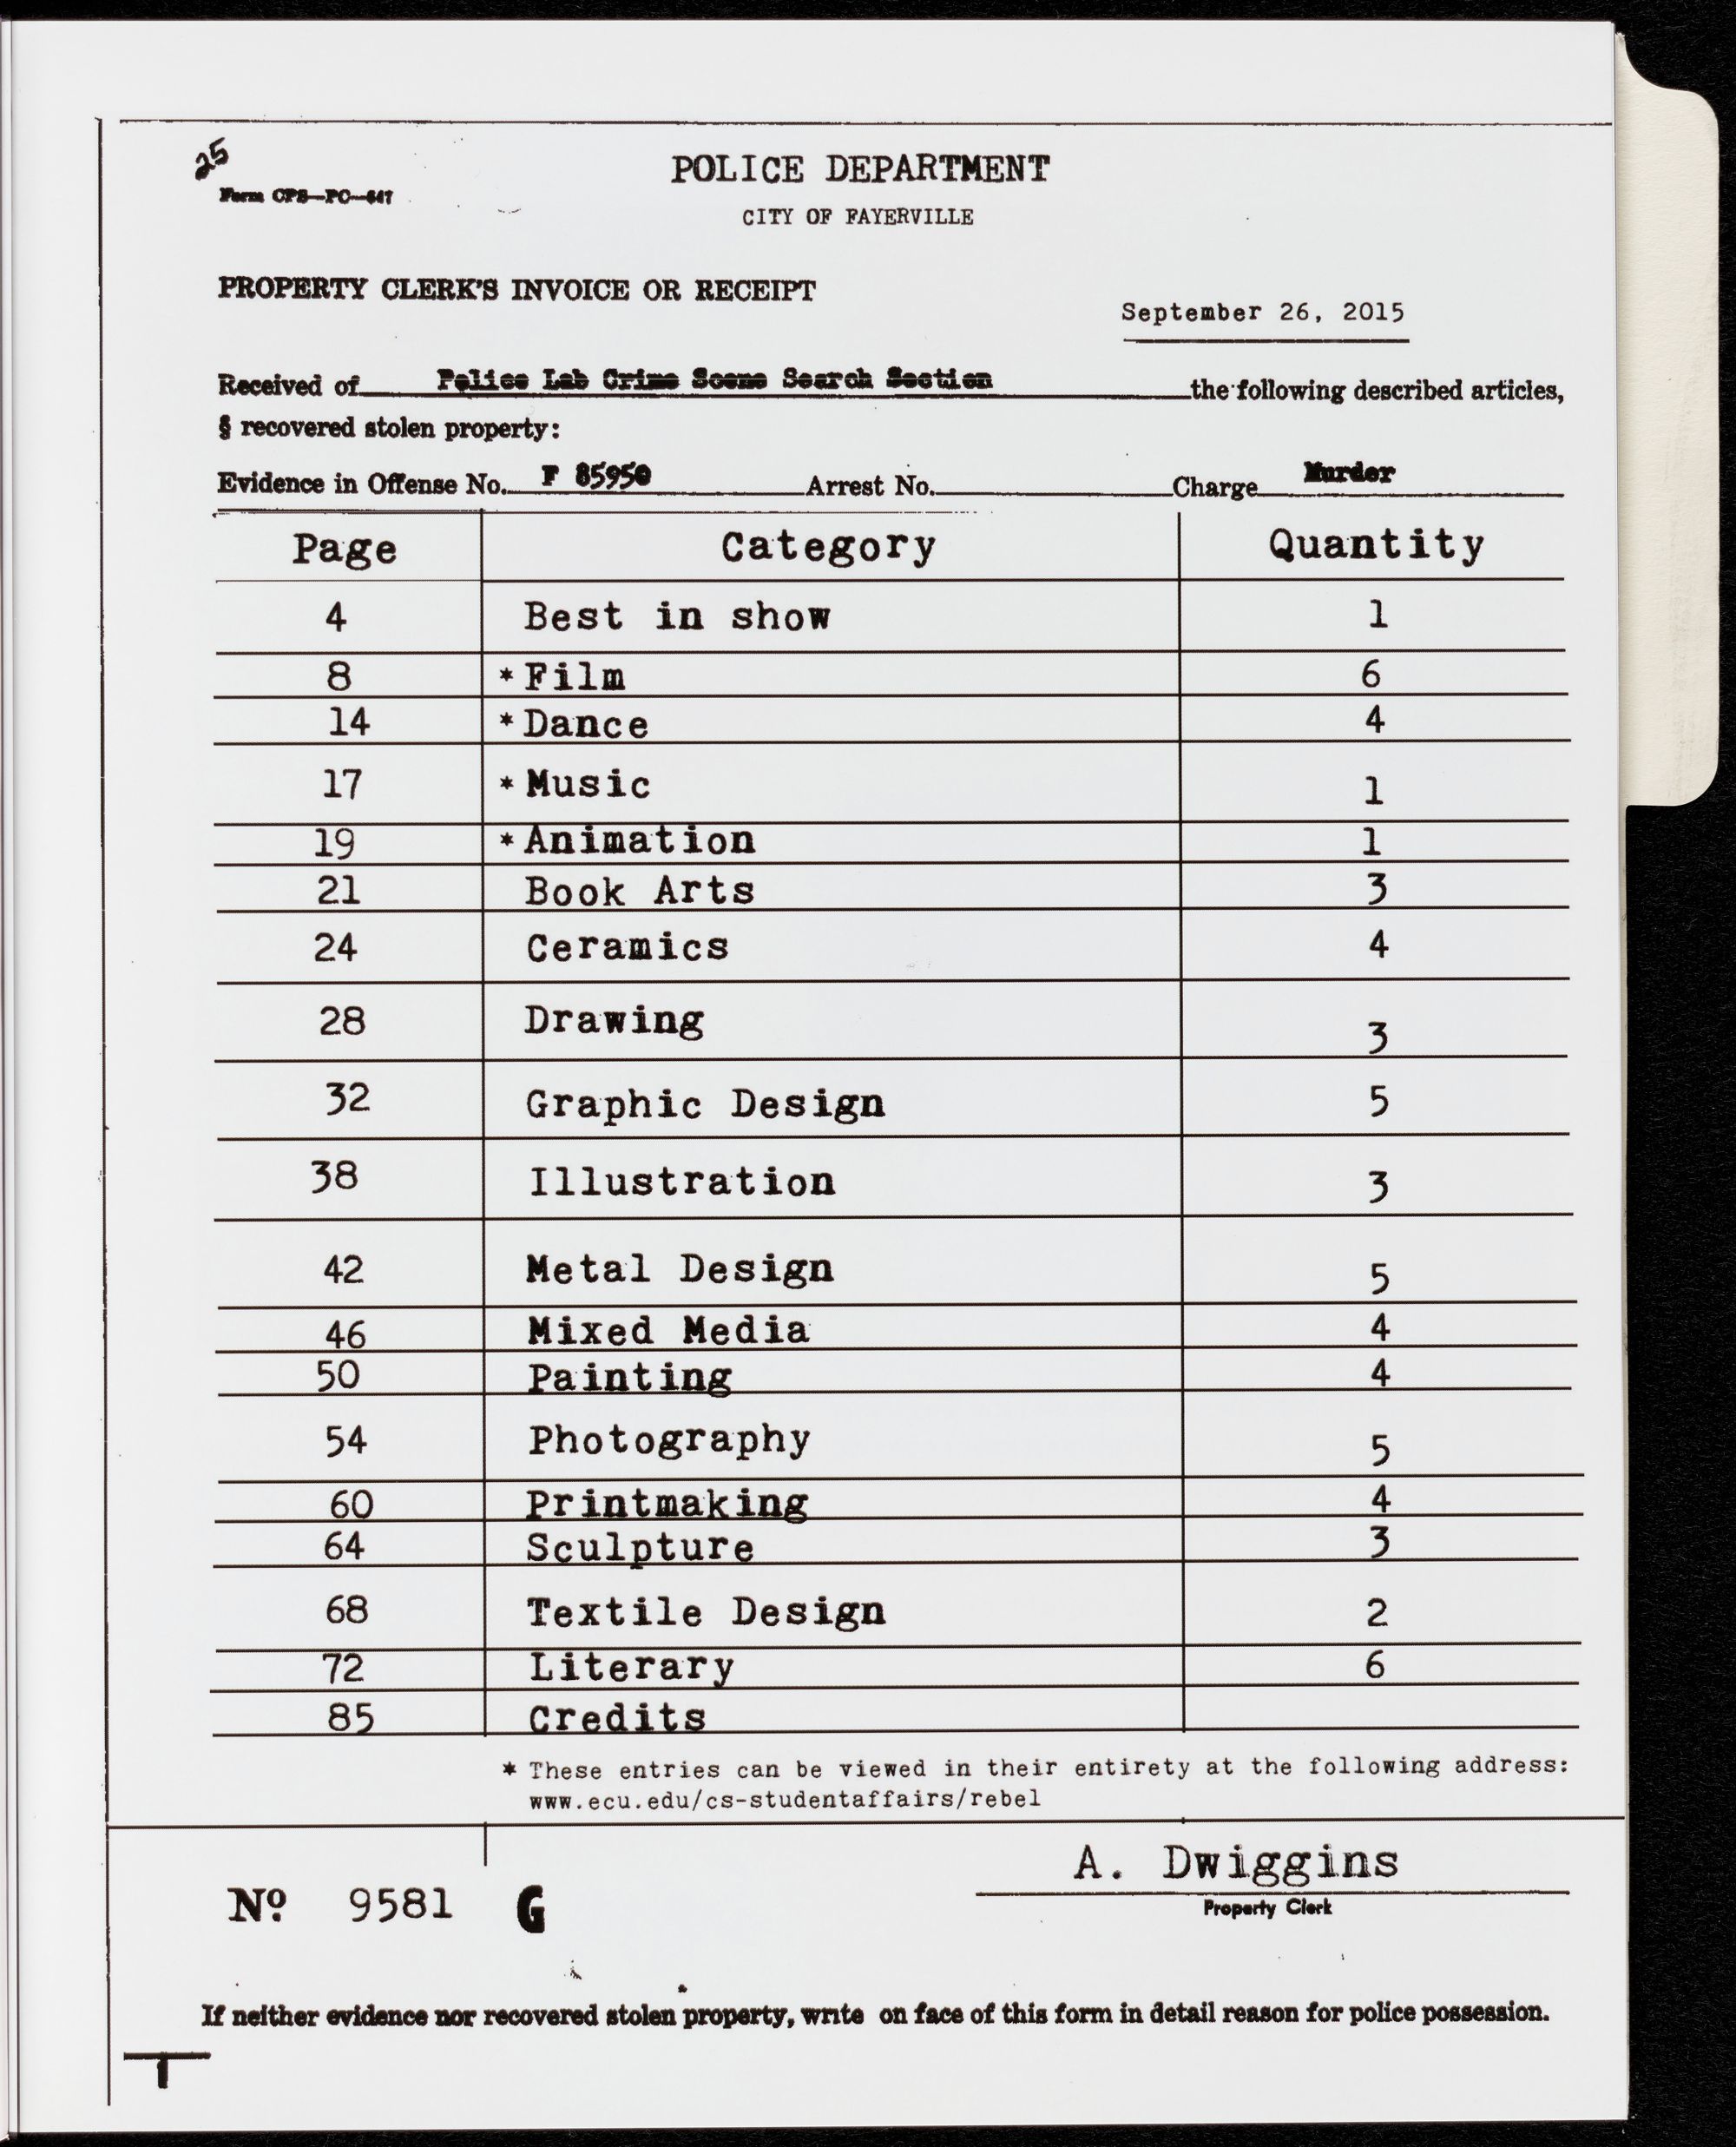 25
Form CPS—PC—647
POLICE DEPARTMENT
CITY OF FAYERVILLE
PROPERTY CLERK'S INVOICE OR RECEIPT
September 26, 2015
Received of Police Lab Crime Scene Search Section the following described articles,
§ recovered stolen property:
Evidence in Offense No. F 85950 Arrest No. Charge Murder
Page Category Quantity
4 Best in show 1
8 * Film 6
14 * Dance 4
17 * Music 1
19 * Animation 1
21 Book Arts 3
24 Ceramics 4
28 Drawing 3
32 Graphic Design 5
38 Illustration 3
42 Metal Design 5
46 Mixed Media 4
50 Painting 4
54 Photography 5
60 Printmaking 4
64 Sculpture 3
68 Textile Design 2
72 Literary 6
85 Credits
* These entries can be viewed in their entirety at the following address:
www.ecu.edu/cs-studentaffairs/rebel
Nº 9581 G
A. Dwiggins
Property Clerk
If neither evidence nor recovered stolen property, write on face of this form in detail reason for police possession.